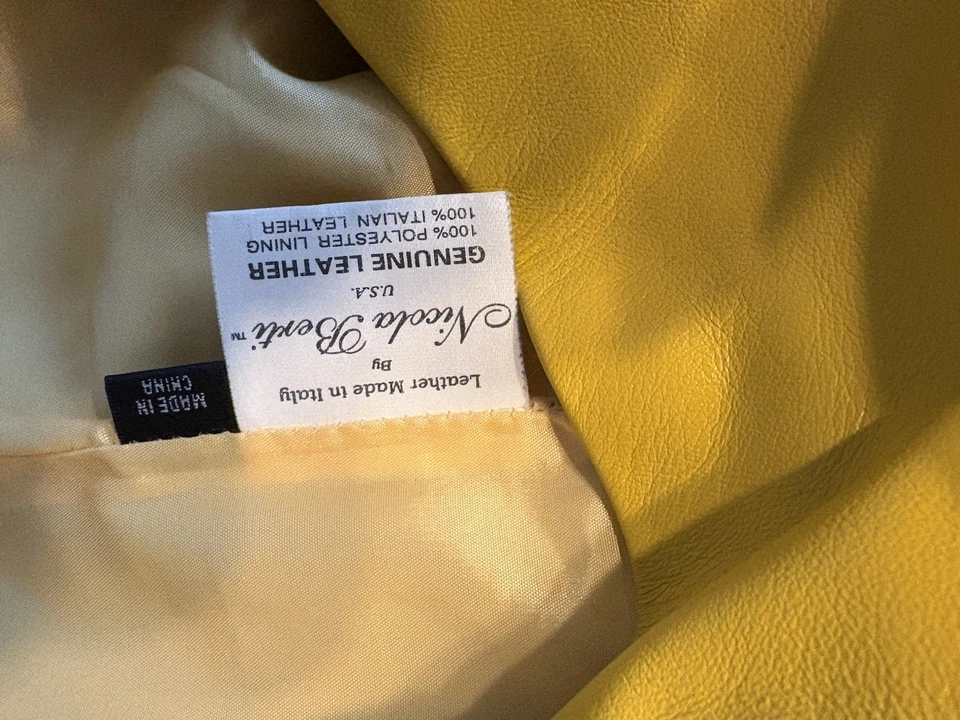 Leather Made in Italy
By
Nicola Berti™
U.S.A.
GENUINE LEATHER
100% POLYESTER LINING
100% ITALIAN LEATHER
MADE IN
CHINA